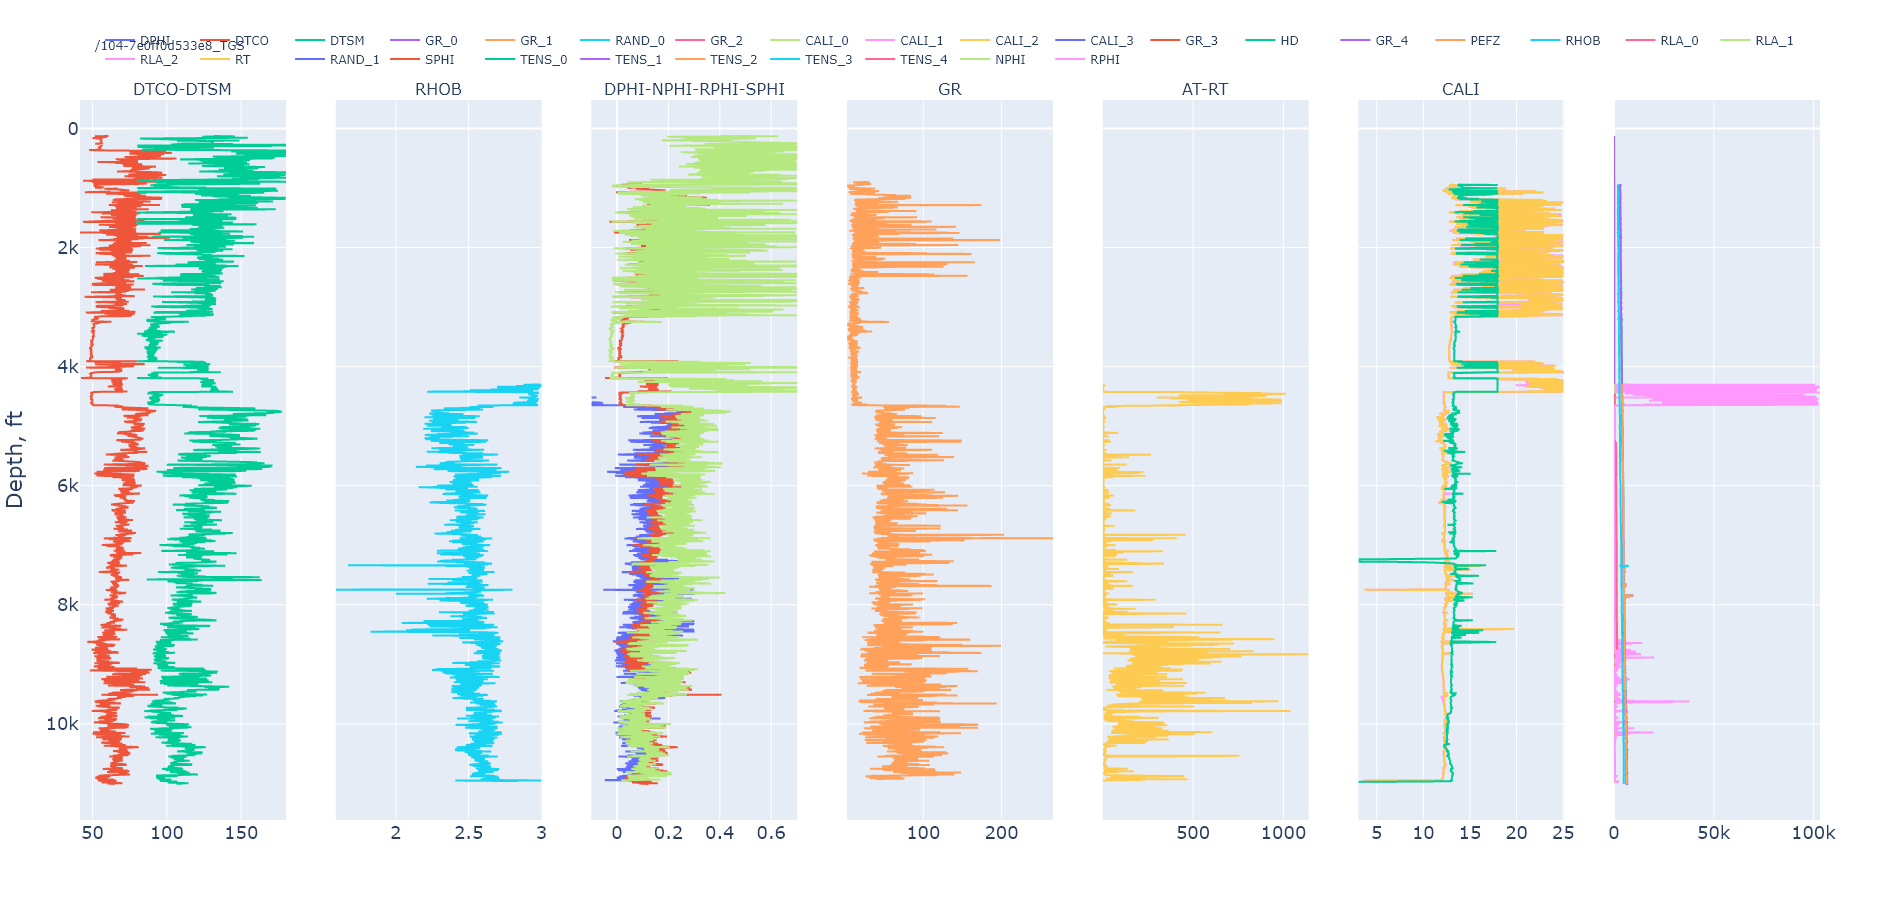 DPHI DTCO DTSM GR_0 GR_1 RAND_0 GR_2 CALI_0 CALI_1 CALI_2 CALI_3 GR_3 HD GR_4 PEFZ RHOB RLA_0 RLA_1
/104-7e0ff0d533e8_TGS
RLA_2 RT RAND_1 SPHI TENS_0 TENS_1 TENS_2 TENS_3 TENS_4 NPHI RPHI
DTCO-DTSM RHOB DPHI-NPHI-RPHI-SPHI GR AT-RT CALI
0
2k
4k
6k
8k
10k
Depth, ft
50 100 150 2 2.5 3 0 0.2 0.4 0.6 100 200 500 1000 5 10 15 20 25 0 50k 100k